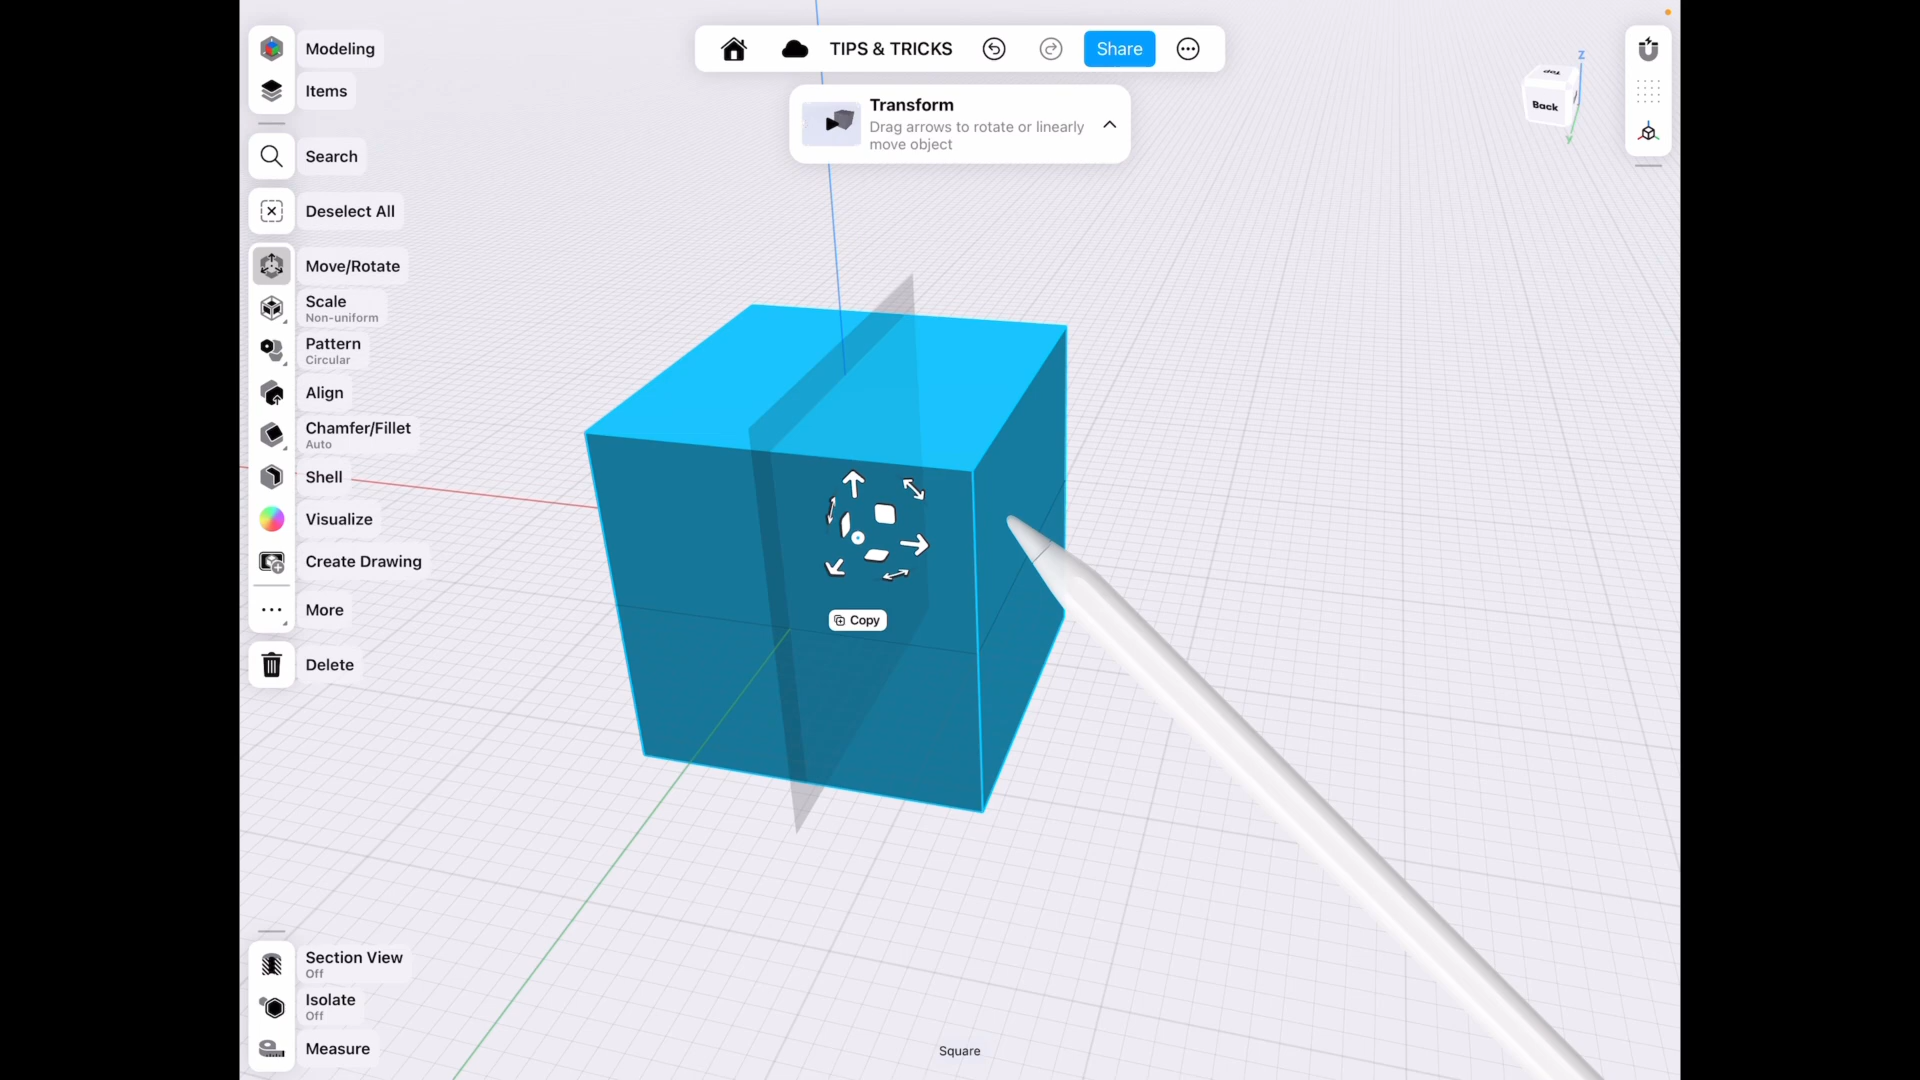 Modeling
Items
Search
Deselect All
Move/Rotate
Scale
Non-uniform
Pattern
Circular
Align
Chamfer/Fillet
Auto
Shell
Visualize
Create Drawing
More
Delete
Section View
Off
Isolate
Off
Measure
TIPS & TRICKS
Share
Transform
Drag arrows to rotate or linearly
move object
Copy
Square
Z
Top
Back
Y